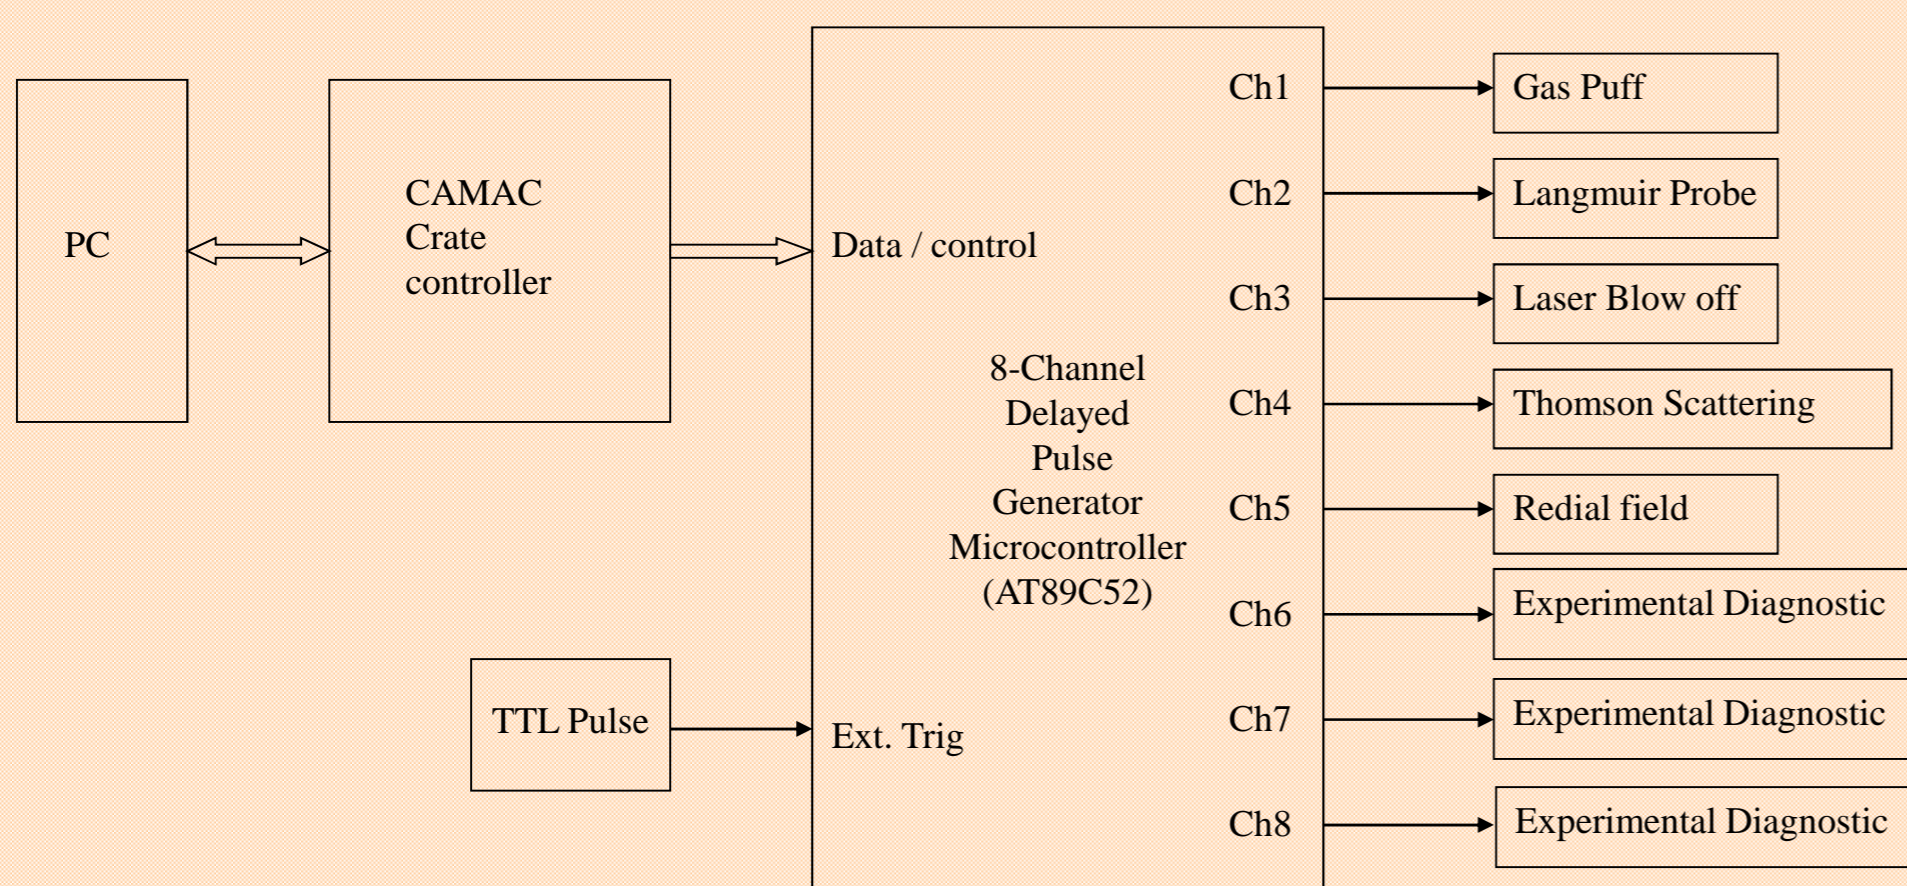 PC
CAMAC
Crate
controller
Data / control
TTL Pulse
Ext. Trig
8-Channel
Delayed
Pulse
Generator
Microcontroller
(AT89C52)
Ch1
Gas Puff
Ch2
Langmuir Probe
Ch3
Laser Blow off
Ch4
Thomson Scattering
Ch5
Redial field
Ch6
Experimental Diagnostic
Ch7
Experimental Diagnostic
Ch8
Experimental Diagnostic